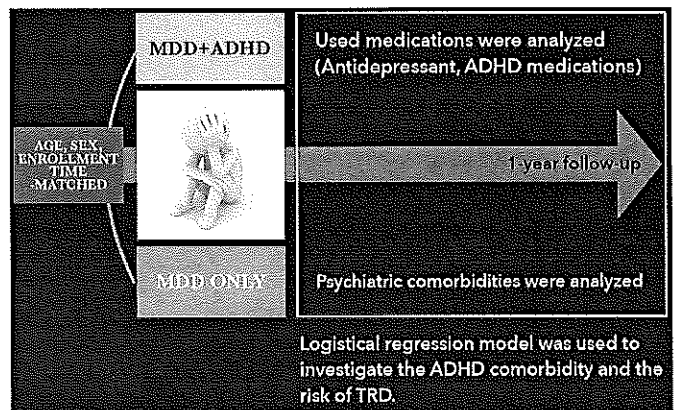 MDD+ADHD
Used medications were analyzed
(Antidepressant, ADHD medications)
AGE, SEX,
ENROLLMENT
TIME
-MATCHED
1-year follow-up
MDD ONLY
Psychiatric comorbidities were analyzed
Logistical regression model was used to
investigate the ADHD comorbidity and the
risk of TRD.